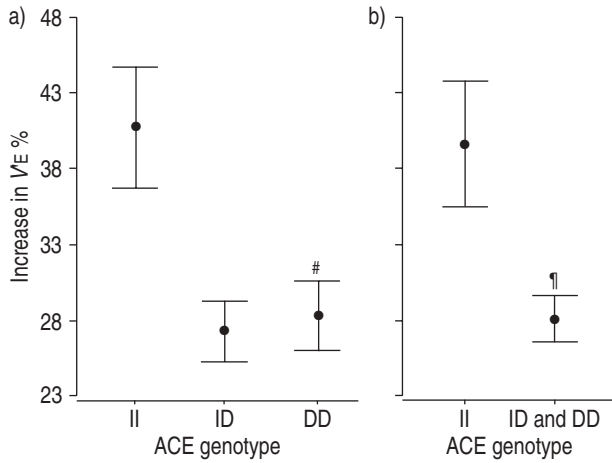 a)
48
43
38
33
28
23
Increase in V'E %
#
II ID DD
ACE genotype
b)
¶
II ID and DD
ACE genotype